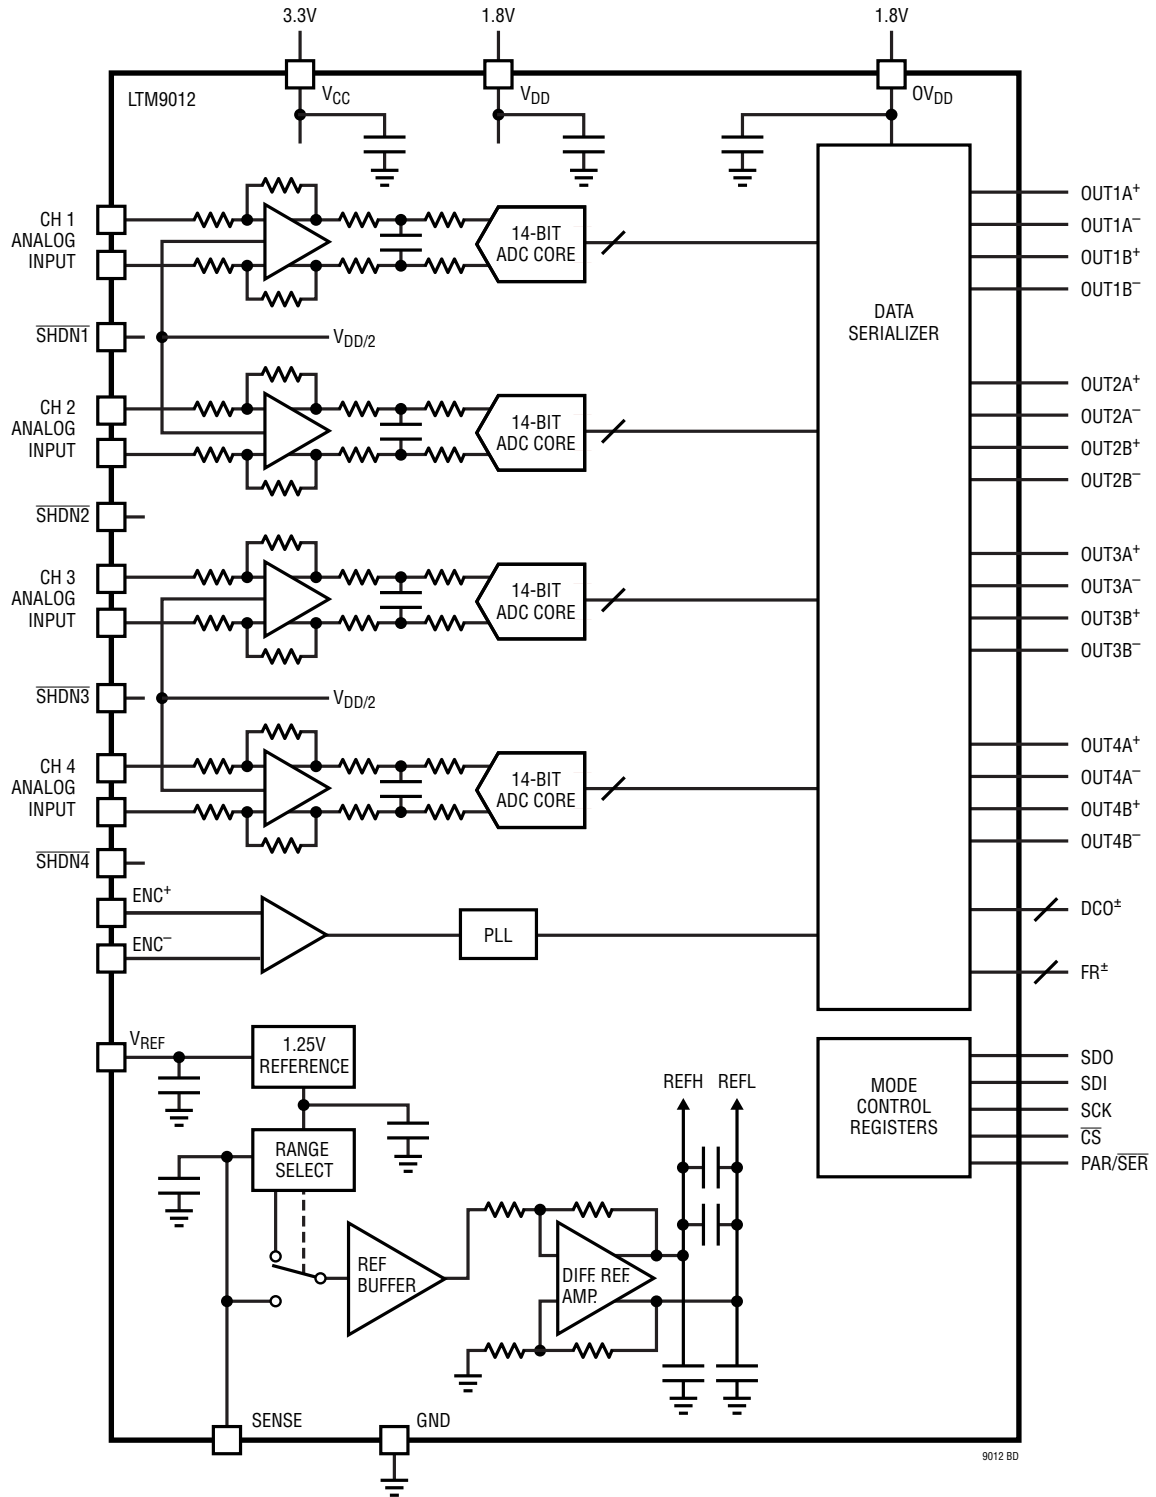 3.3V
1.8V
1.8V
LTM9012
VCC
VDD
OVDD
CH 1
ANALOG
INPUT
14-BIT
ADC CORE
OUT1A+
OUT1A–
OUT1B+
OUT1B–
DATA
SERIALIZER
SHDN1
VDD/2
CH 2
ANALOG
INPUT
14-BIT
ADC CORE
OUT2A+
OUT2A–
OUT2B+
OUT2B–
SHDN2
CH 3
ANALOG
INPUT
14-BIT
ADC CORE
OUT3A+
OUT3A–
OUT3B+
OUT3B–
SHDN3
VDD/2
CH 4
ANALOG
INPUT
14-BIT
ADC CORE
OUT4A+
OUT4A–
OUT4B+
OUT4B–
SHDN4
ENC+
ENC–
PLL
DCO±
FR±
VREF
1.25V
REFERENCE
RANGE
SELECT
REFH
REFL
MODE
CONTROL
REGISTERS
SDO
SDI
SCK
CS
PAR/SER
REF
BUFFER
DIFF. REF.
AMP.
SENSE
GND
9012 BD